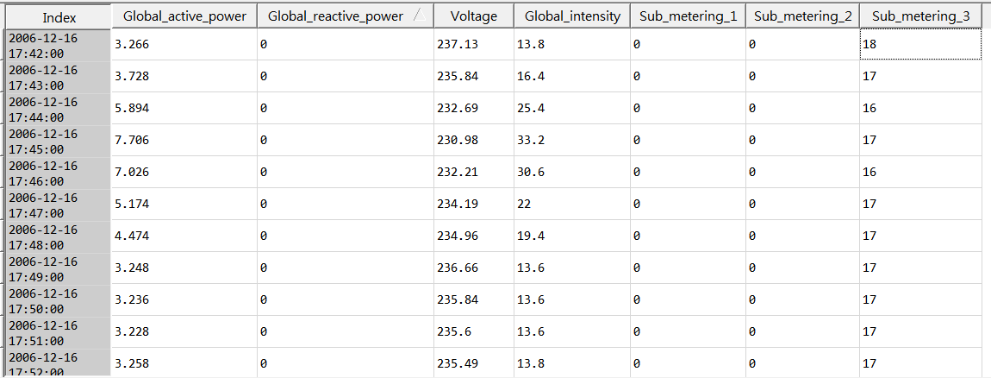 Index Global_active_power Global_reactive_power Voltage Global_intensity Sub_metering_1 Sub_metering_2 Sub_metering_3
2006-12-16
17:42:00 3.266 0 237.13 13.8 0 0 18
2006-12-16
17:43:00 3.728 0 235.84 16.4 0 0 17
2006-12-16
17:44:00 5.894 0 232.69 25.4 0 0 16
2006-12-16
17:45:00 7.706 0 230.98 33.2 0 0 17
2006-12-16
17:46:00 7.026 0 232.21 30.6 0 0 16
2006-12-16
17:47:00 5.174 0 234.19 22 0 0 17
2006-12-16
17:48:00 4.474 0 234.96 19.4 0 0 17
2006-12-16
17:49:00 3.248 0 236.66 13.6 0 0 17
2006-12-16
17:50:00 3.236 0 235.84 13.6 0 0 17
2006-12-16
17:51:00 3.228 0 235.6 13.6 0 0 17
2006-12-16
17:52:00 3.258 0 235.49 13.8 0 0 17